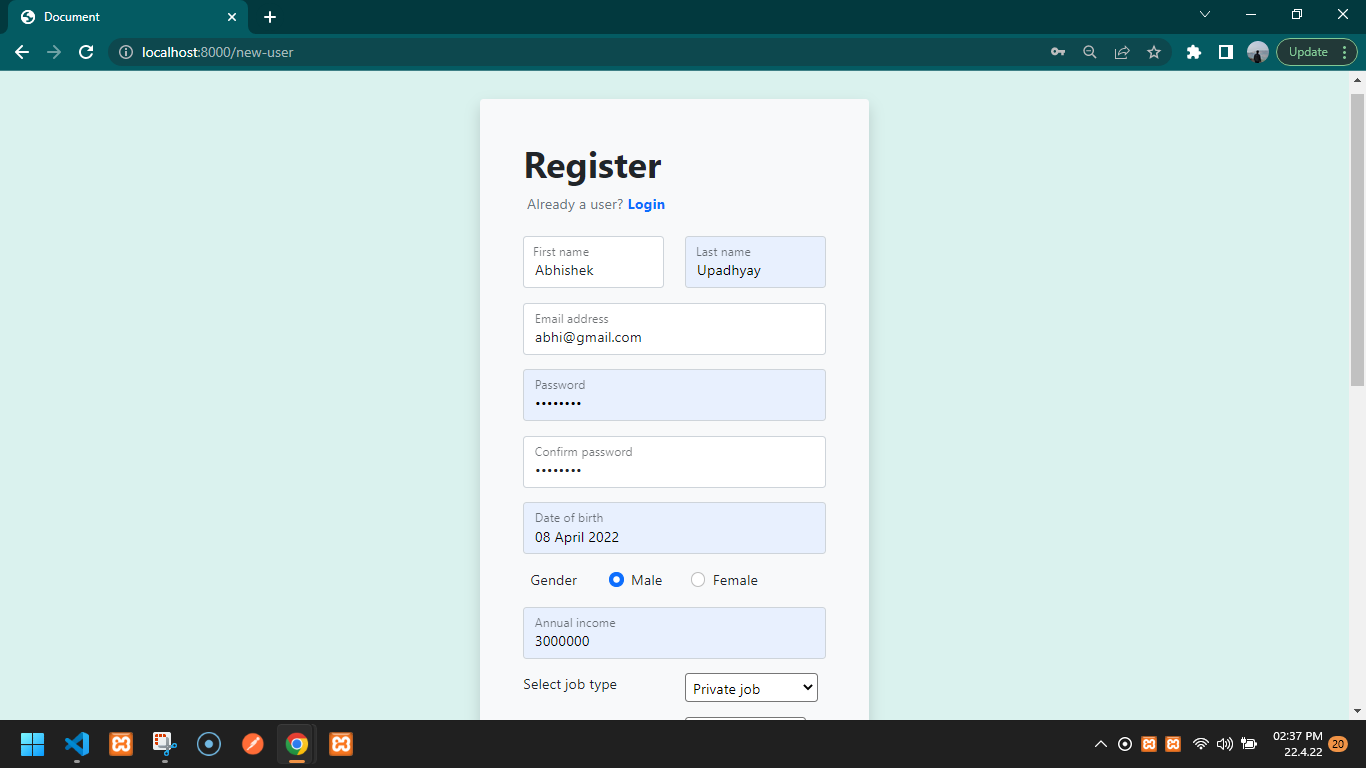 Document
localhost:8000/new-user
Update
Register
Already a user? Login
First name
Abhishek
Last name
Upadhyay
Email address
abhi@gmail.com
Password
••••••••
Confirm password
••••••••
Date of birth
08 April 2022
Gender Male Female
Annual income
3000000
Select job type Private job
02:37 PM
22.4.22
20